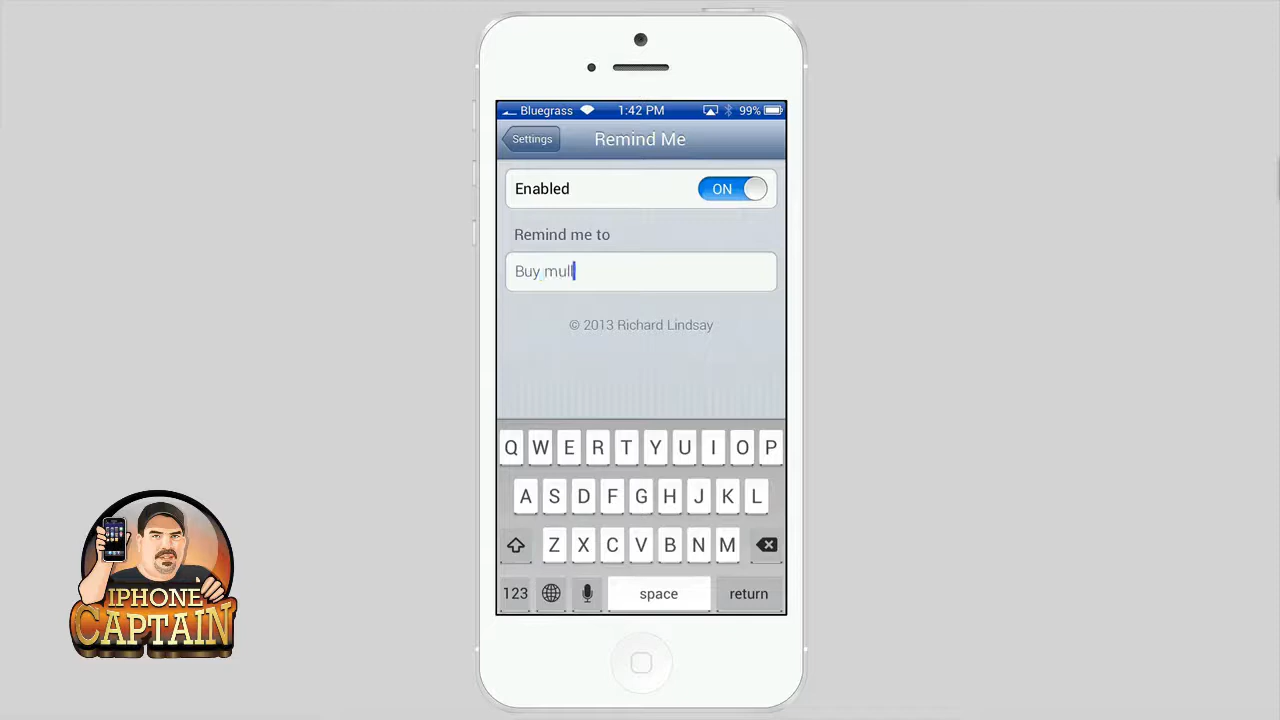 Bluegrass 1:42 PM 99%
Settings Remind Me
Enabled ON
Remind me to
Buy mull
© 2013 Richard Lindsay
Q W E R T Y U I O P
A S D F G H J K L
Z X C V B N M
123 space return
IPHONE
CAPTAIN